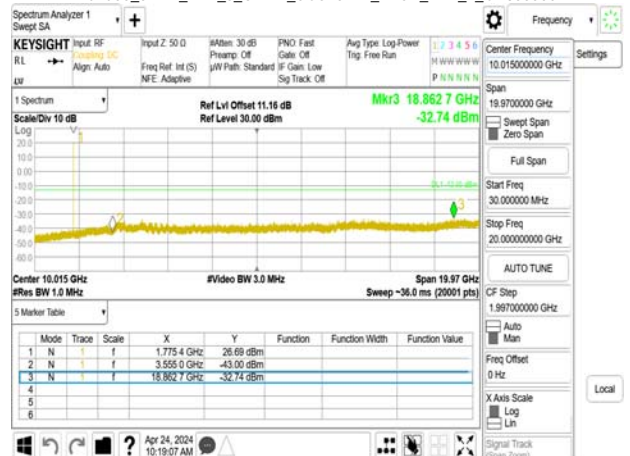 Spectrum Analyzer 1
Swept SA
+
Frequency
KEYSIGHT
RL
Input: RF
Coupling: DC
Align: Auto
Input Z: 50 Ω
Freq Ref: Int (S)
NFE: Adaptive
#Atten: 30 dB
Preamp: Off
µW Path: Standard
PNO: Fast
Gate: Off
IF Gain: Low
Sig Track: Off
Avg Type: Log-Power
Trig: Free Run
1 2 3 4 5 6
M W W W W W
P N N N N N
Center Frequency
10.015000000 GHz
Settings
Span
19.9700000 GHz
Swept Span
Zero Span
Full Span
Start Freq
30.000000 MHz
Stop Freq
20.000000000 GHz
AUTO TUNE
CF Step
1.997000000 GHz
Auto
Man
Freq Offset
0 Hz
X Axis Scale
Log
Lin
Local
Signal Track
(Span Zoom)
1 Spectrum
Scale/Div 10 dB
Ref Lvl Offset 11.16 dB
Ref Level 30.00 dBm
Mkr3 18.862 7 GHz
-32.74 dBm
Log
20.0
10.0
0.00
-10.0
-20.0
-30.0
-40.0
-50.0
-60.0
1
2
3
Center 10.015 GHz
#Res BW 1.0 MHz
#Video BW 3.0 MHz
Span 19.97 GHz
Sweep ~36.0 ms (20001 pts)
5 Marker Table
Mode Trace Scale X Y Function Function Width Function Value
1 N 1 f 1.775 4 GHz 26.69 dBm
2 N 1 f 3.555 0 GHz -43.00 dBm
3 N 1 f 18.862 7 GHz -32.74 dBm
4
5
6
?
Apr 24, 2024
10:19:07 AM